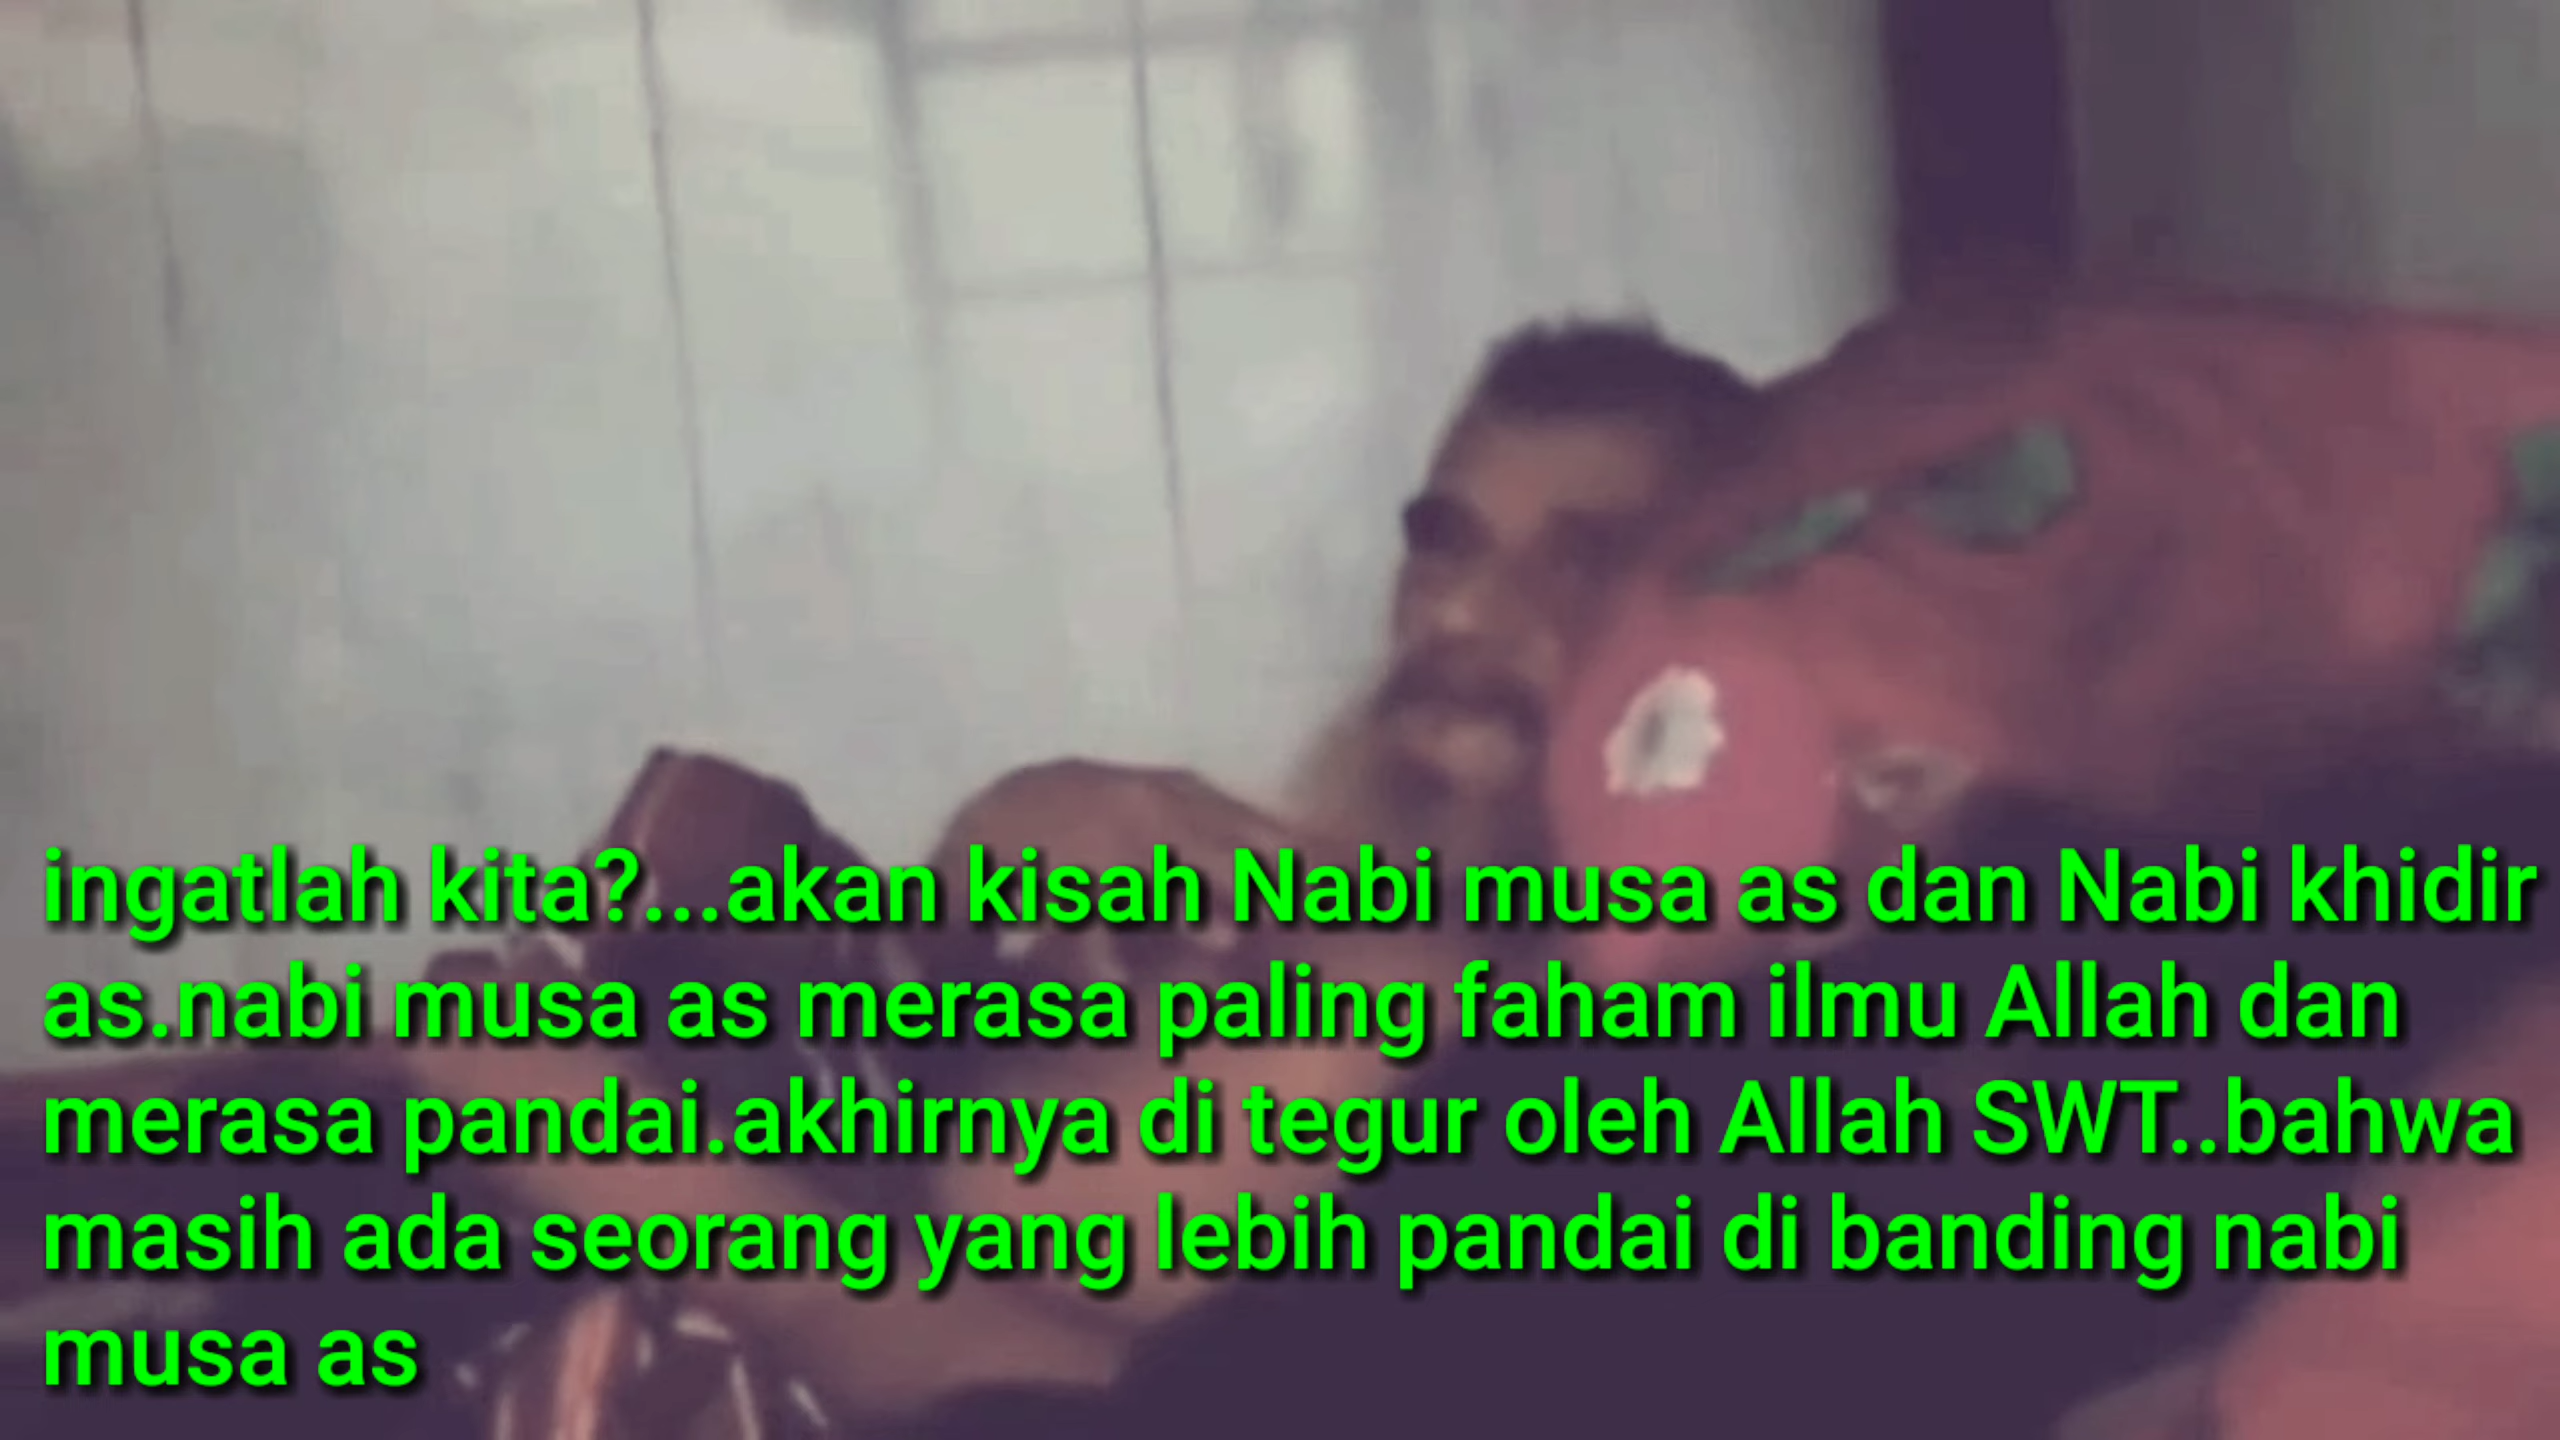 ingatlah kita?...akan kisah Nabi musa as dan Nabi khidir
as.nabi musa as merasa paling faham ilmu Allah dan
merasa pandai.akhirnya di tegur oleh Allah SWT..bahwa
masih ada seorang yang lebih pandai di banding nabi
musa as